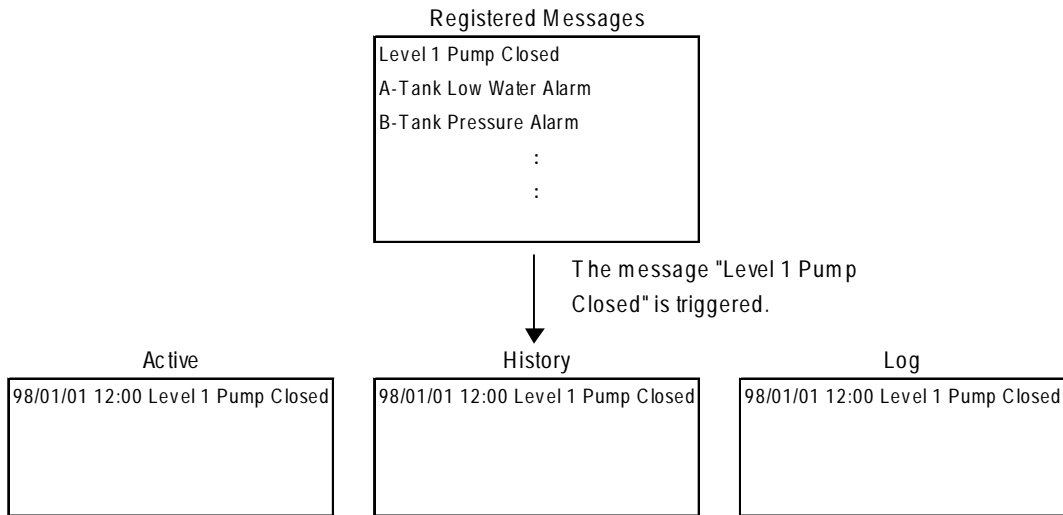 Registered Messages
Level 1 Pump Closed
A-Tank Low Water Alarm
B-Tank Pressure Alarm
:
:
The message "Level 1 Pump
Closed" is triggered.
Active
98/01/01 12:00 Level 1 Pump Closed
History
98/01/01 12:00 Level 1 Pump Closed
Log
98/01/01 12:00 Level 1 Pump Closed